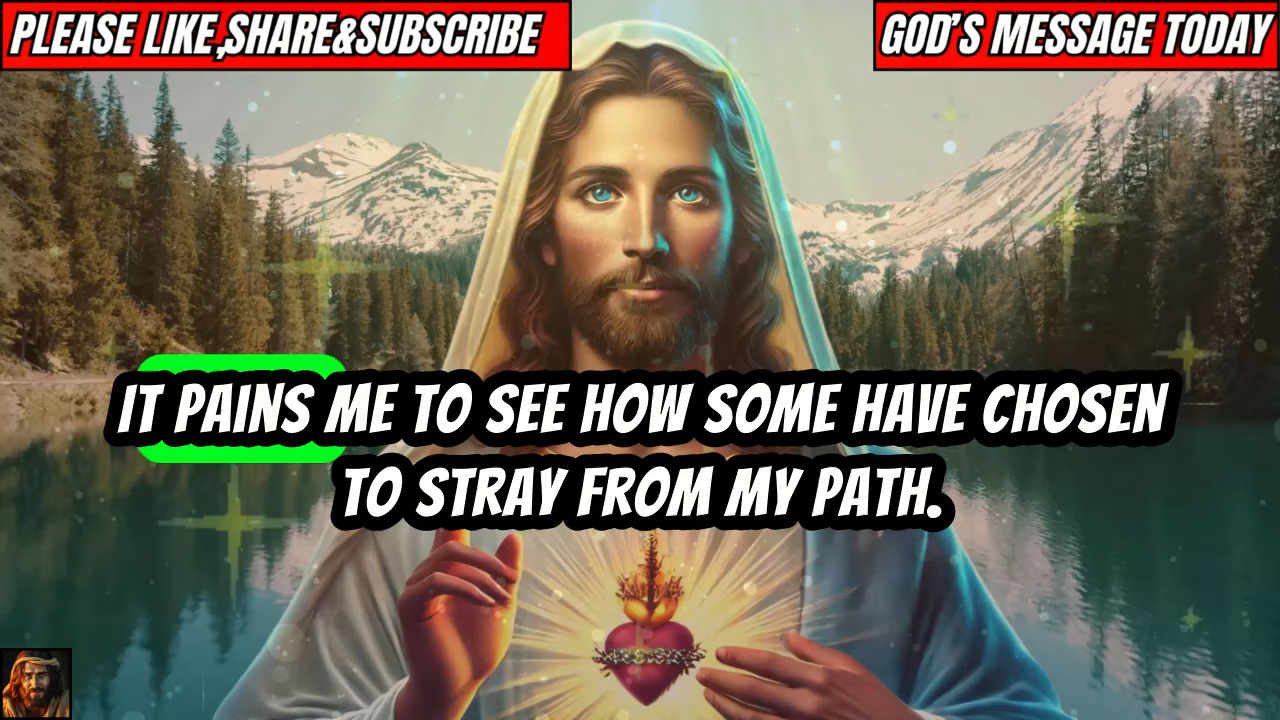 PLEASE LIKE,SHARE&SUBSCRIBE
GOD'S MESSAGE TODAY
IT PAINS ME TO SEE HOW SOME HAVE CHOSEN
TO STRAY FROM MY PATH.